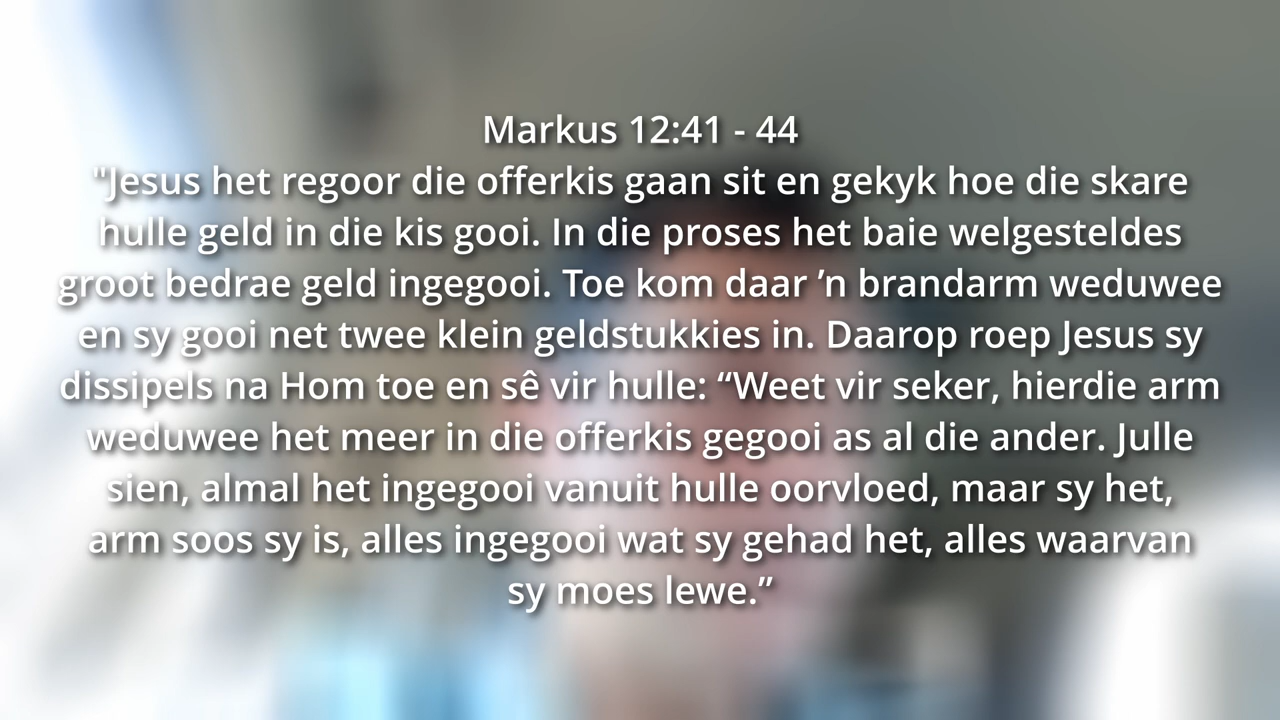 Markus 12:41 - 44
"Jesus het regoor die offerkis gaan sit en gekyk hoe die skare
hulle geld in die kis gooi. In die proses het baie welgesteldes
groot bedrae geld ingegooi. Toe kom daar ’n brandarm weduwee
en sy gooi net twee klein geldstukkies in. Daarop roep Jesus sy
dissipels na Hom toe en sê vir hulle: “Weet vir seker, hierdie arm
weduwee het meer in die offerkis gegooi as al die ander. Julle
sien, almal het ingegooi vanuit hulle oorvloed, maar sy het,
arm soos sy is, alles ingegooi wat sy gehad het, alles waarvan
sy moes lewe.”